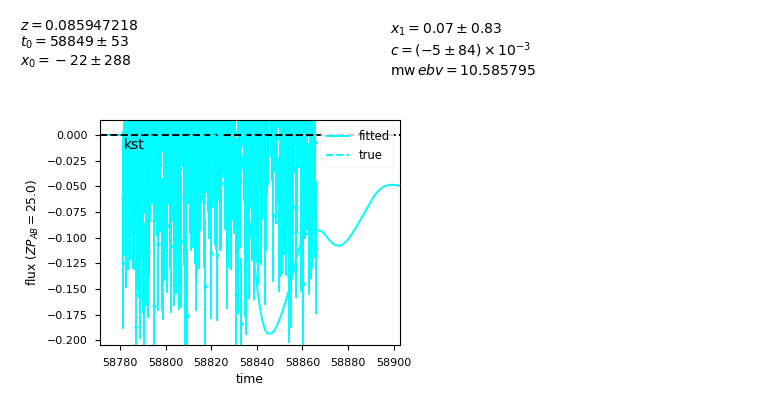 z = 0.085947218
t₀ = 58849 ± 53
x₀ = −22 ± 288
x₁ = 0.07 ± 0.83
c = (−5 ± 84) × 10⁻³
mw ebv = 10.585795
kst
fitted
true
0.000
−0.025
−0.050
−0.075
−0.100
−0.125
−0.150
−0.175
−0.200
flux (ZP_AB = 25.0)
58780 58800 58820 58840 58860 58880 58900
time